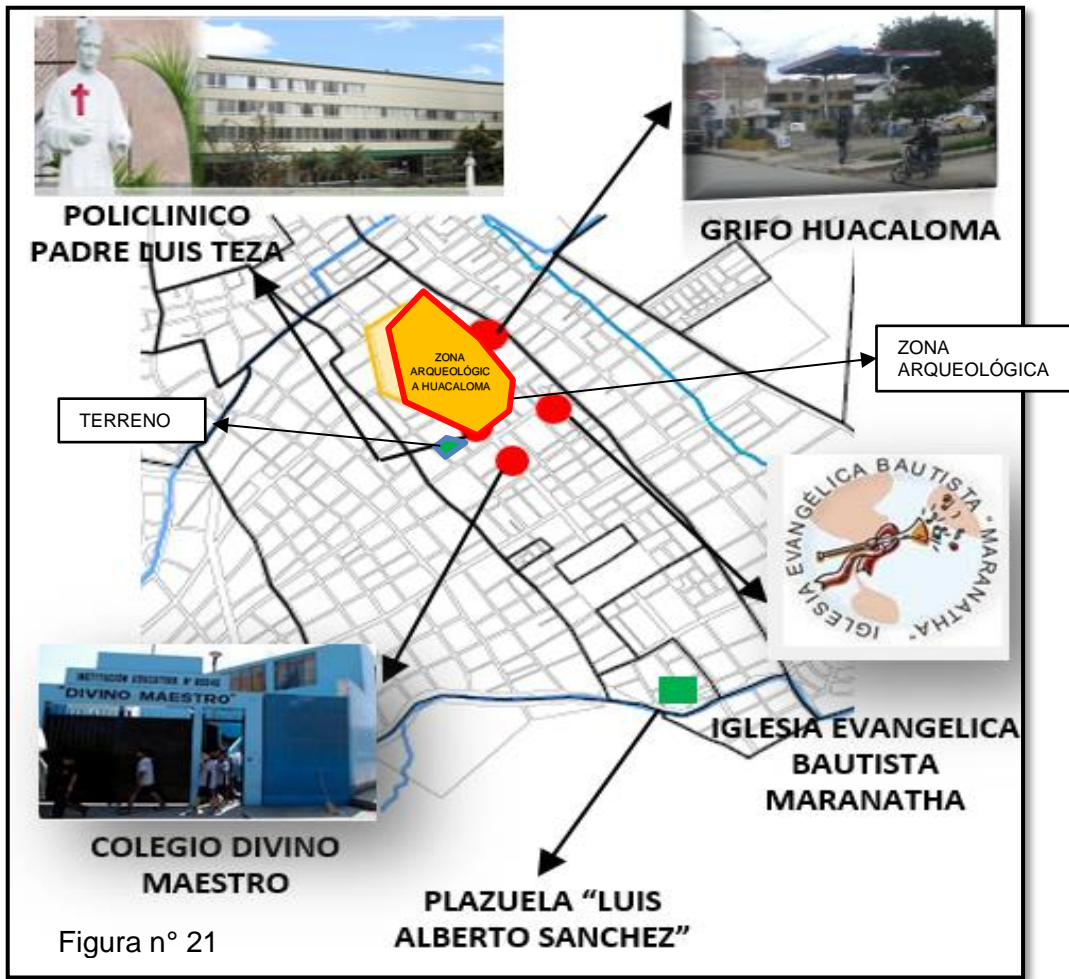 POLICLINICO
PADRE LUIS TEZA
GRIFO HUACALOMA
ZONA
ARQUEOLÓGIC
A HUACALOMA
ZONA
ARQUEOLÓGICA
TERRENO
IGLESIA EVANGÉLICA BAUTISTA "MARANATHA"
"DIVINO MAESTRO"
IGLESIA EVANGELICA
BAUTISTA
MARANATHA
COLEGIO DIVINO
MAESTRO
PLAZUELA “LUIS
ALBERTO SANCHEZ”
Figura n° 21